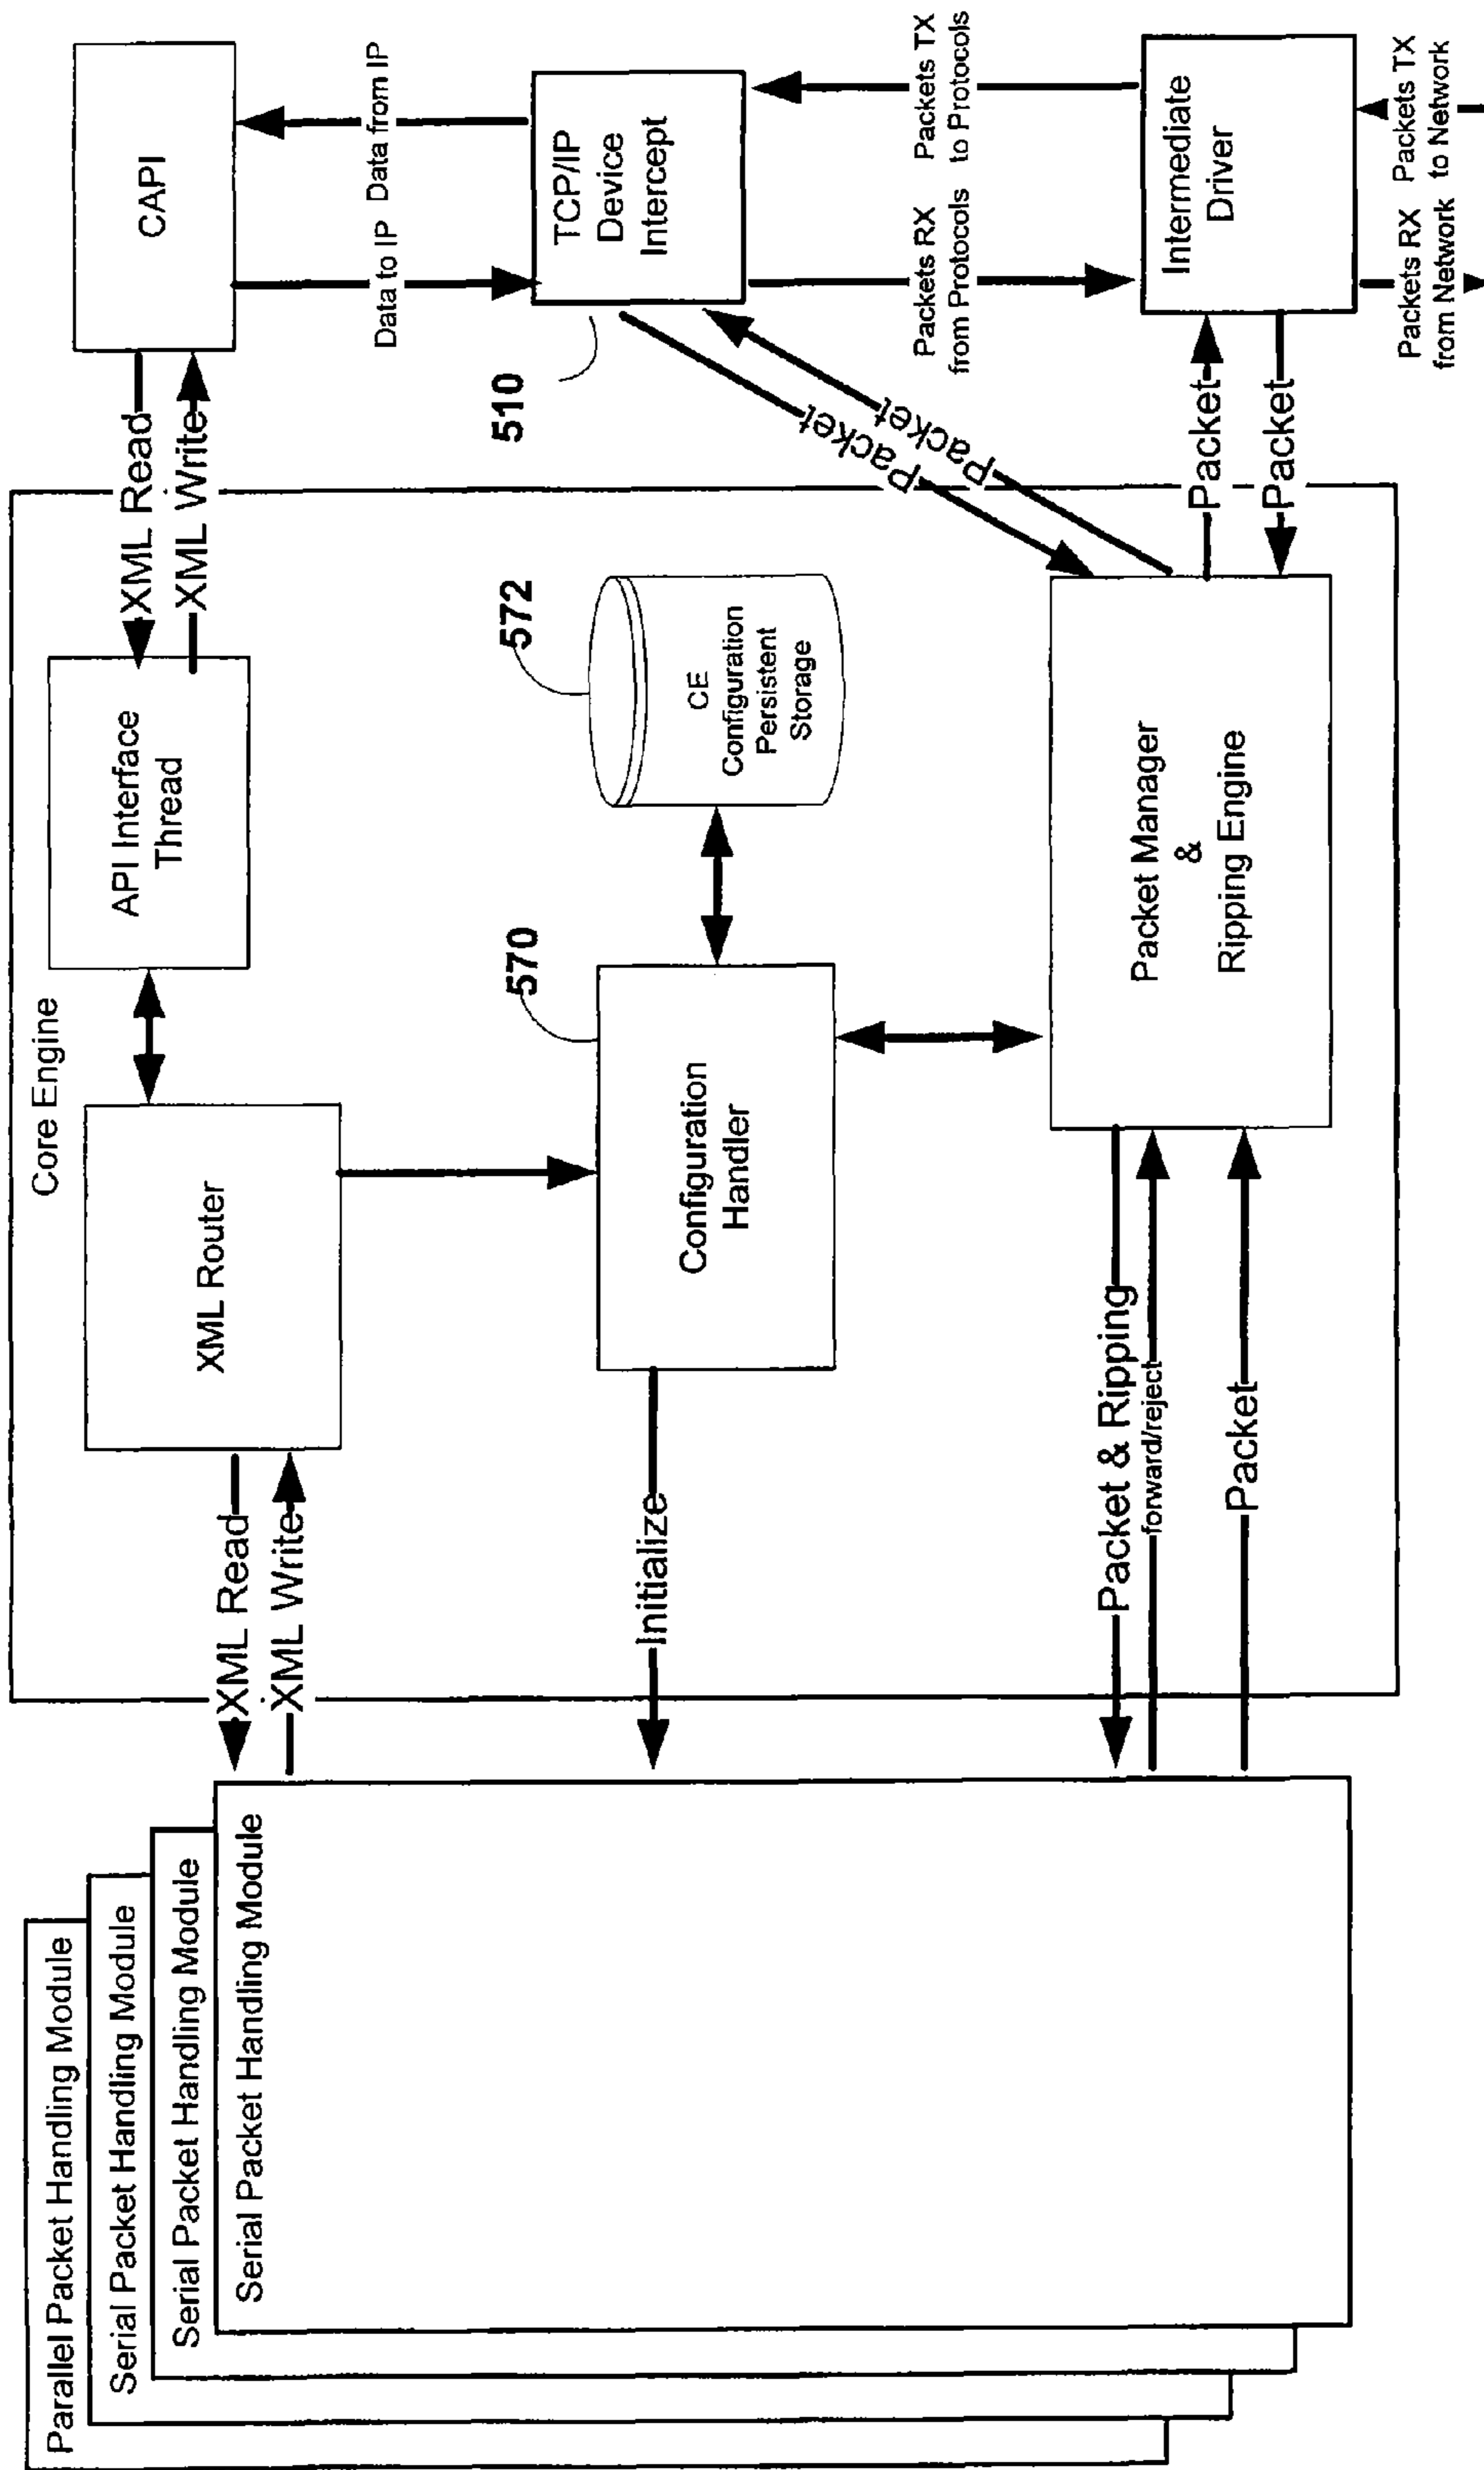 Parallel Packet Handling Module
Serial Packet Handling Module
Serial Packet Handling Module
Serial Packet Handling Module
XML Read
XML Write
Initialize
Packet & Ripping
forward/reject
Packet
Core Engine
XML Router
API Interface
Thread
570
Configuration
Handler
572
CE
Configuration
Persistent
Storage
Packet Manager
&
Ripping Engine
XML Read
XML Write
Packet
Packet
Packet
Packet
CAPI
Data to IP
Data from IP
510
TCP/IP
Device
Intercept
Packets RX
from Protocols
Packets TX
to Protocols
Intermediate
Driver
Packets RX
from Network
Packets TX
to Network